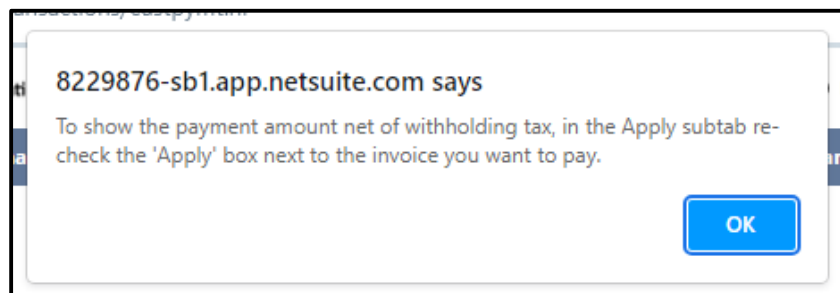 8229876-sb1.app.netsuite.com says
To show the payment amount net of withholding tax, in the Apply subtab re-
check the 'Apply' box next to the invoice you want to pay.
OK